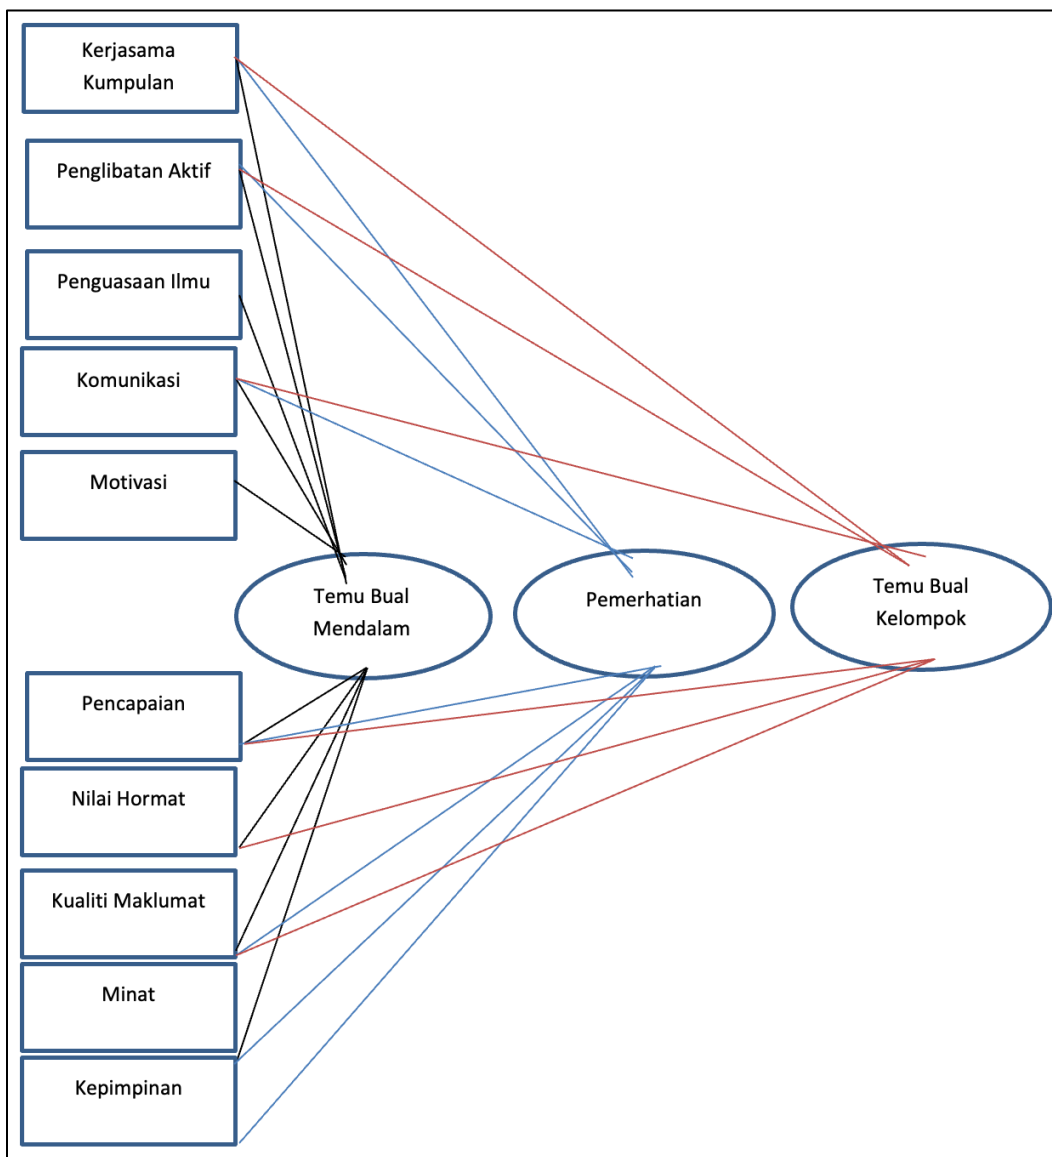 Kerjasama
Kumpulan
Penglibatan Aktif
Penguasaan Ilmu
Komunikasi
Motivasi
Temu Bual
Mendalam
Pemerhatian
Temu Bual
Kelompok
Pencapaian
Nilai Hormat
Kualiti Maklumat
Minat
Kepimpinan